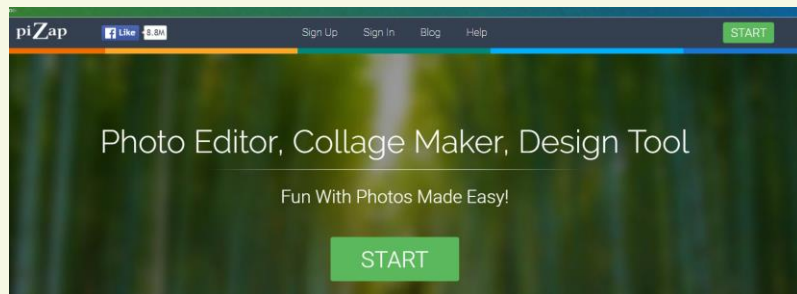 piZap Like 8.8M Sign Up Sign In Blog Help START
Photo Editor, Collage Maker, Design Tool
Fun With Photos Made Easy!
START